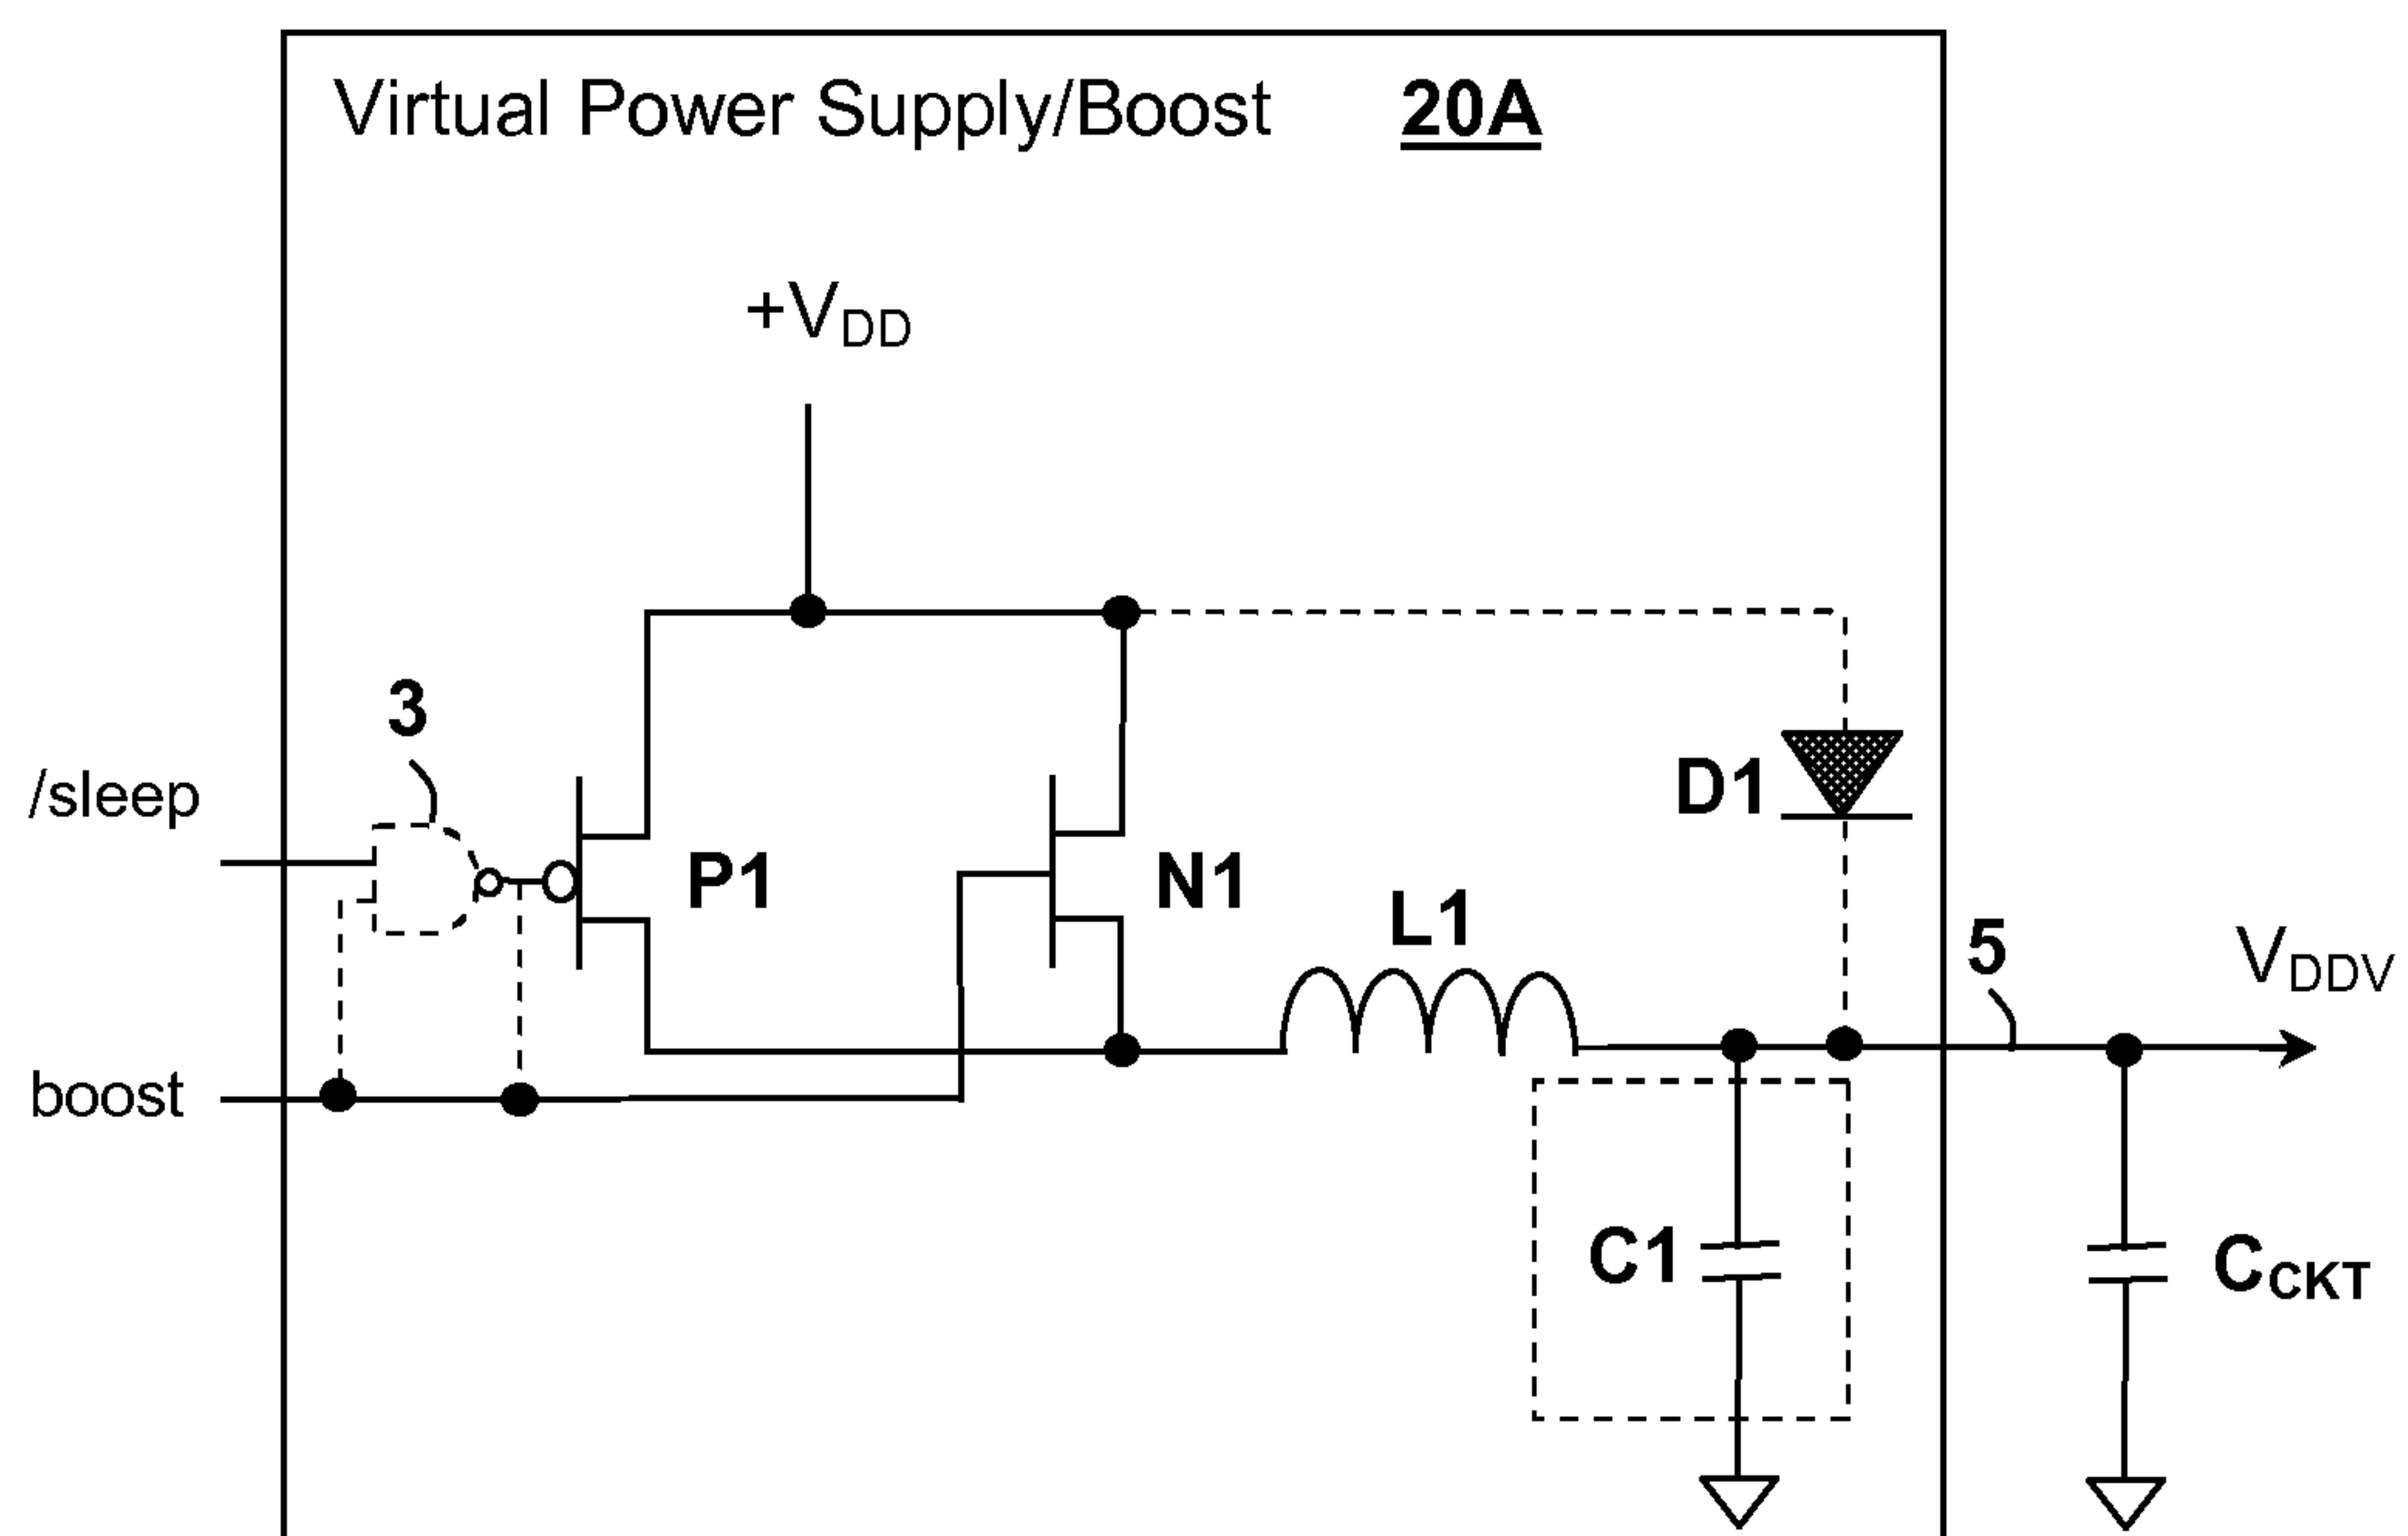 Virtual Power Supply/Boost 20A
+VDD
3
/sleep
D1
P1
N1
L1
5
VDDV
boost
C1
CCKT